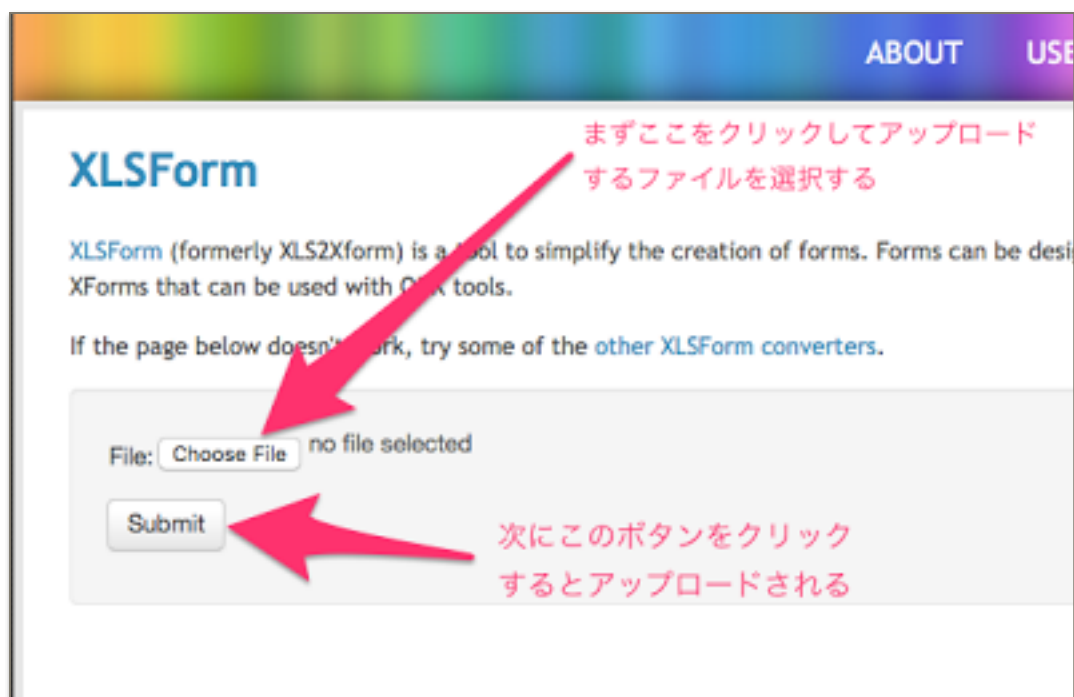 ABOUT
まずここをクリックしてアップロード
するファイルを選択する
XLSForm
XLSForm (formerly XLS2Xform) is a tool to simplify the creation of forms. Forms can be
XForms that can be used with tools.
If the page below doesn't work, try some of the other XLSForm converters.
File: Choose File no file selected
Submit
次にこのボタンをクリック
するとアップロードされる